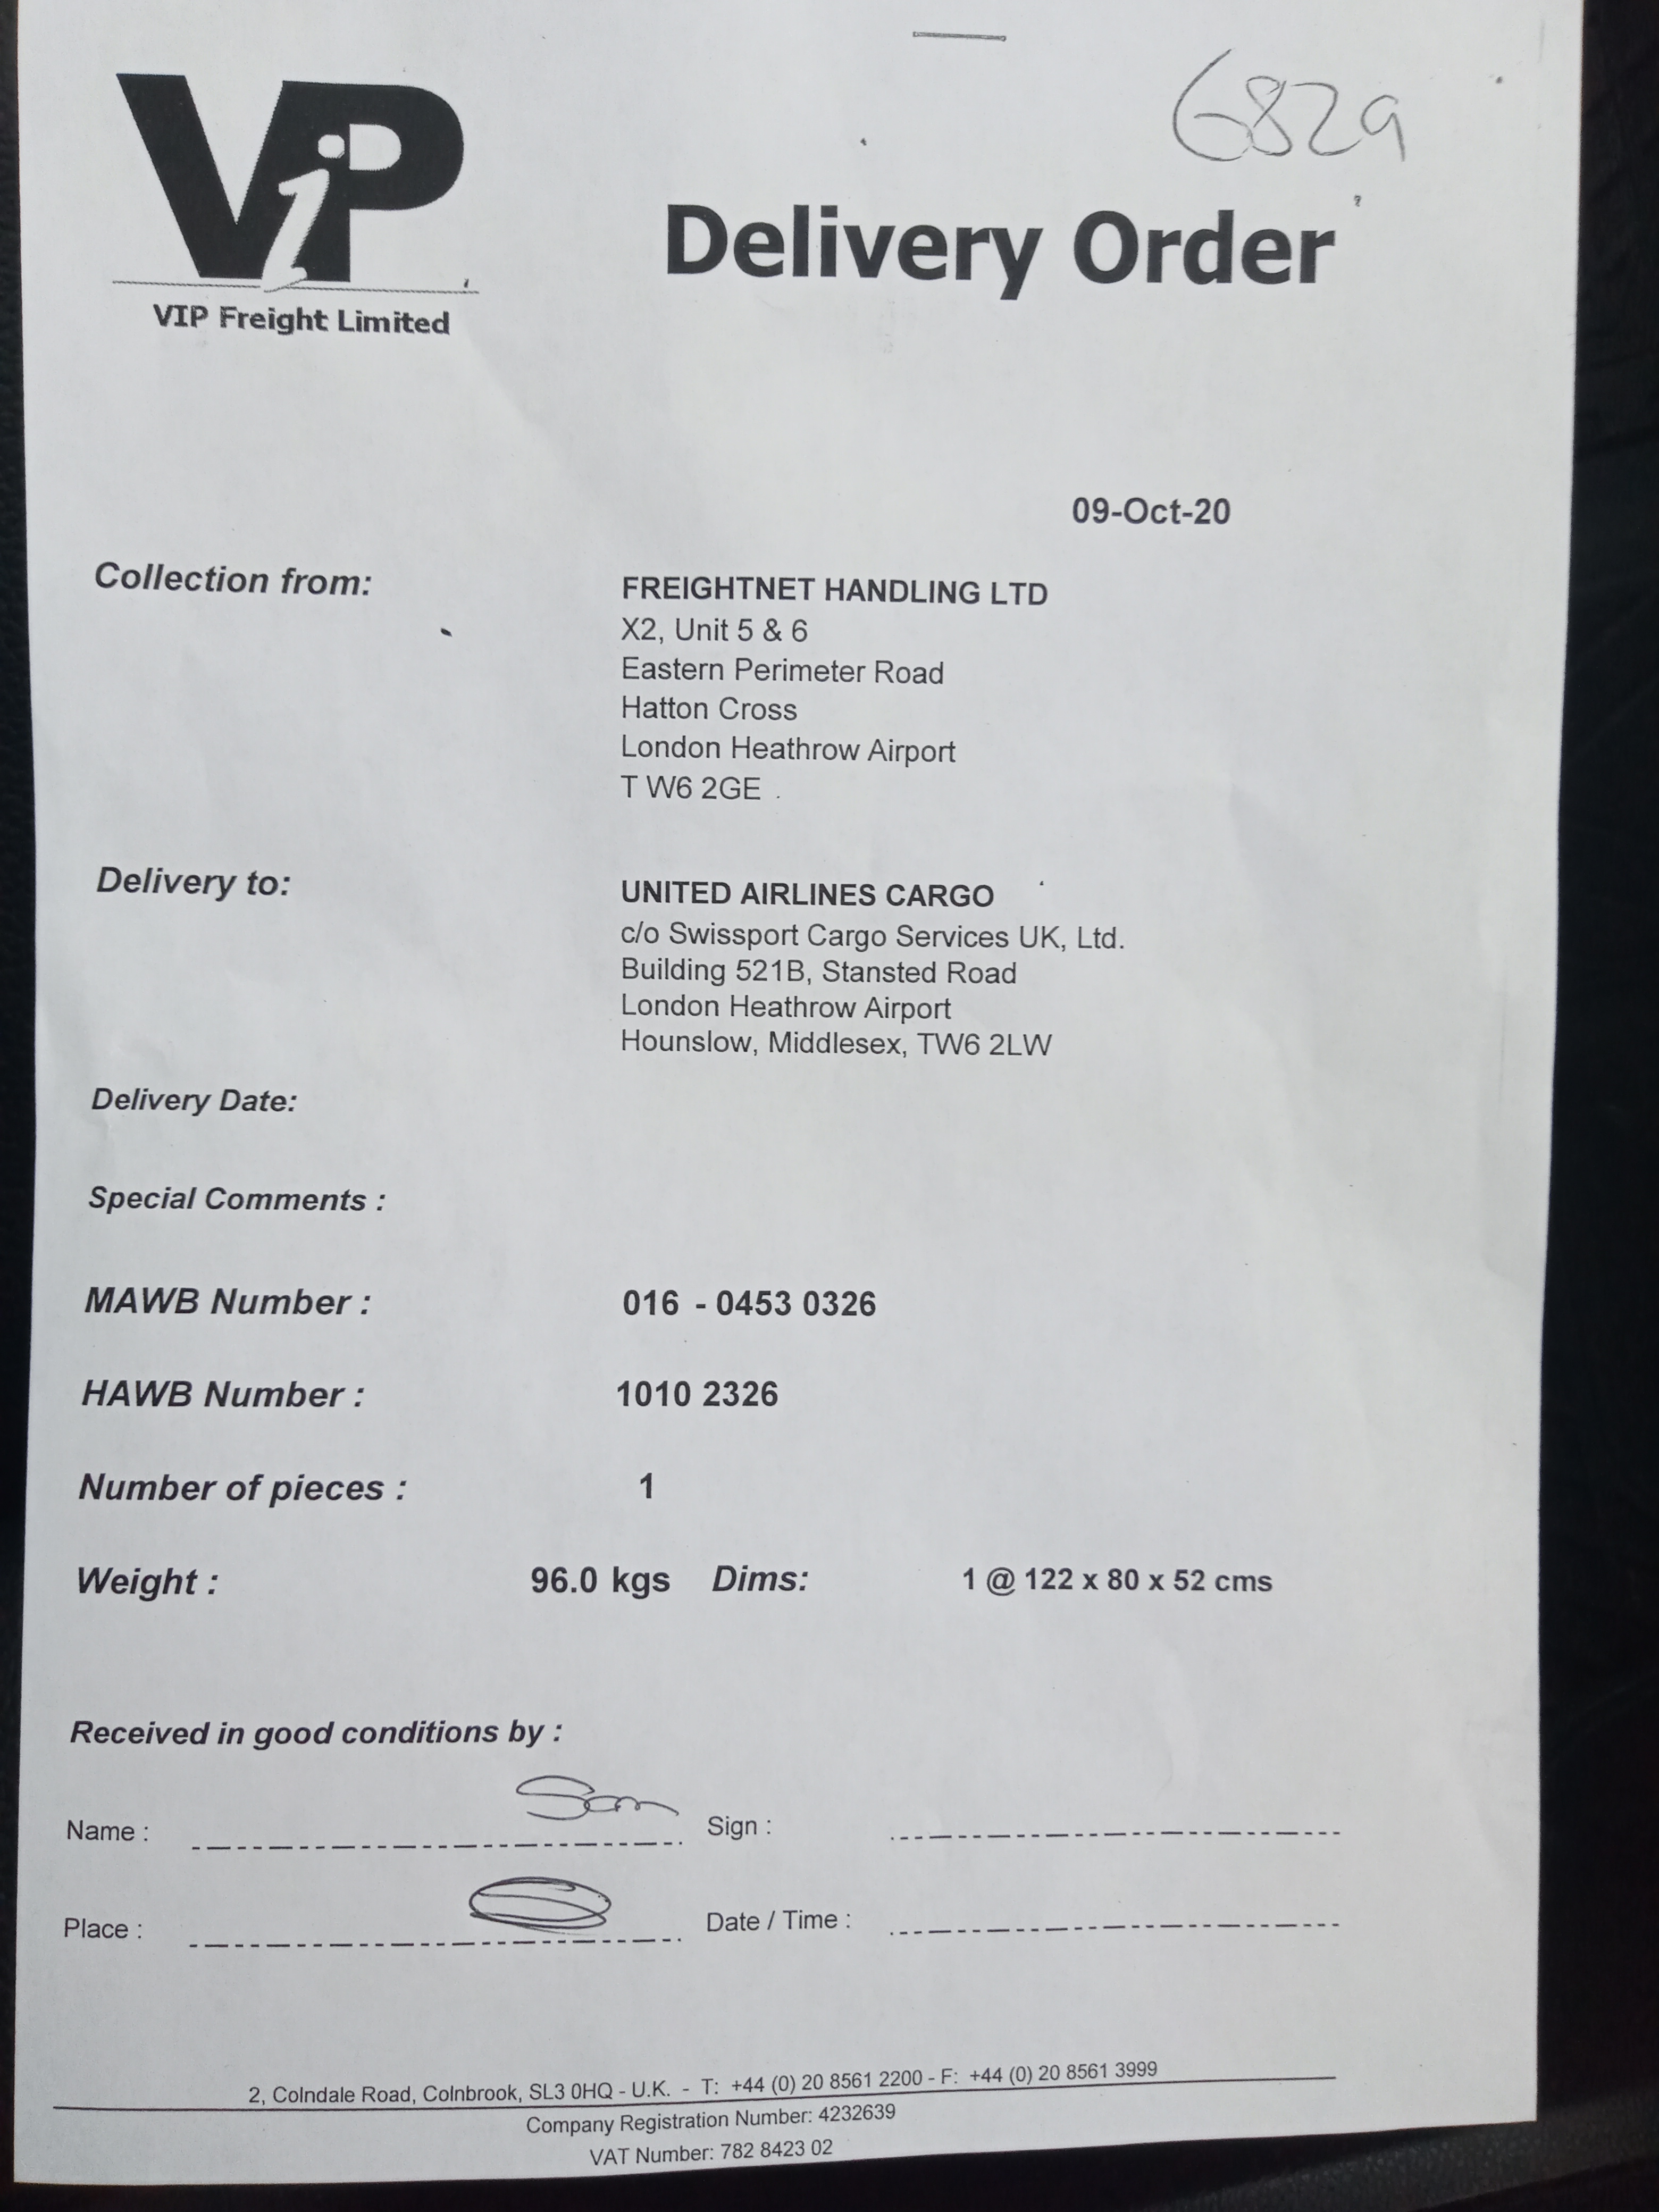 6829
ViP
VIP Freight Limited
Delivery Order
09-Oct-20
Collection from:
FREIGHTNET HANDLING LTD
X2, Unit 5 & 6
Eastern Perimeter Road
Hatton Cross
London Heathrow Airport
T W6 2GE
Delivery to:
UNITED AIRLINES CARGO
c/o Swissport Cargo Services UK, Ltd.
Building 521B, Stansted Road
London Heathrow Airport
Hounslow, Middlesex, TW6 2LW
Delivery Date:
Special Comments :
MAWB Number : 016 - 0453 0326
HAWB Number : 1010 2326
Number of pieces : 1
Weight : 96.0 kgs Dims: 1 @ 122 x 80 x 52 cms
Received in good conditions by :
Name : Sam Sign :
Place : Date / Time :
2, Colndale Road, Colnbrook, SL3 0HQ - U.K. - T: +44 (0) 20 8561 2200 - F: +44 (0) 20 8561 3999
Company Registration Number: 4232639
VAT Number: 782 8423 02